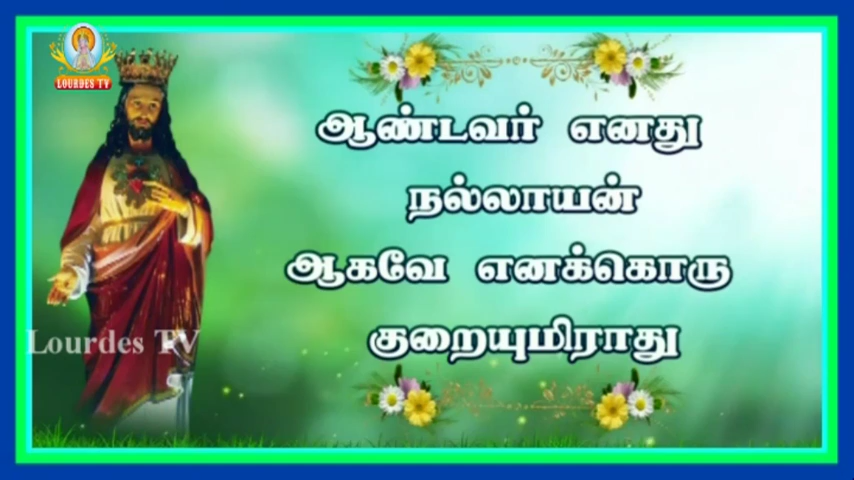 LOURDES TV
ஆண்டவர் எனது
நல்லாயன்
ஆகவே எனக்கொரு
குறையுமிராது
Lourdes TV